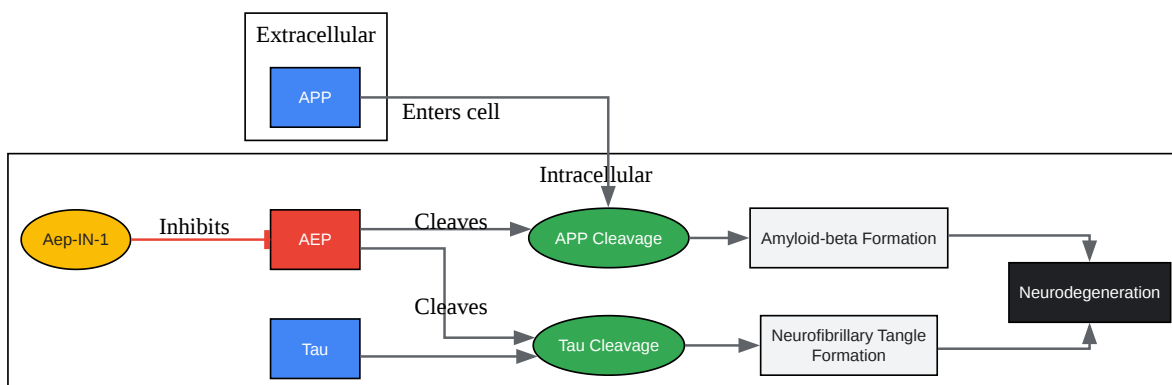 Extracellular
APP
Enters cell
Intracellular
Aep-IN-1
Inhibits
AEP
Cleaves
APP Cleavage
Amyloid-beta Formation
Neurodegeneration
Cleaves
Tau
Tau Cleavage
Neurofibrillary Tangle
Formation